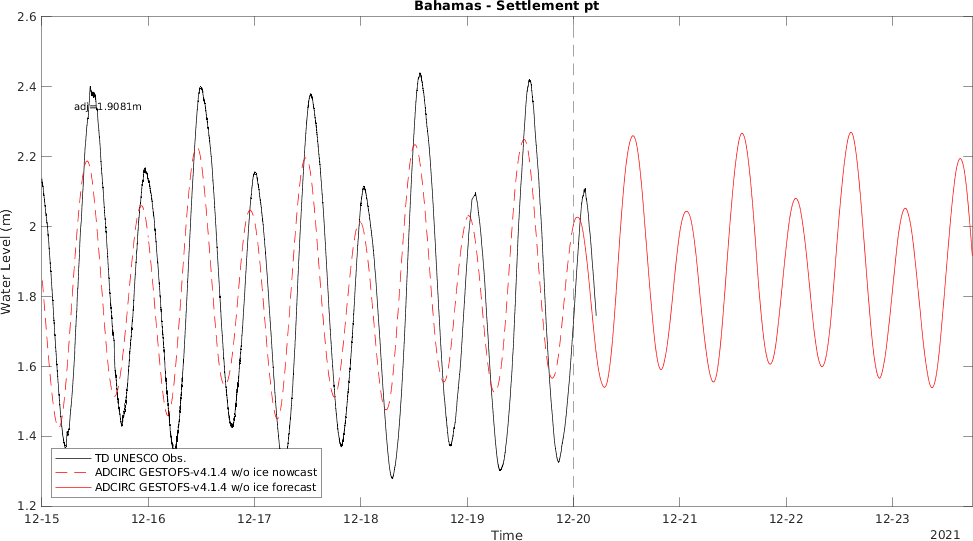 Bahamas - Settlement pt
2.6
2.4
2.2
2
1.8
1.6
1.4
1.2
Water Level (m)
adj=1.9081m
TD UNESCO Obs.
ADCIRC GESTOFS-v4.1.4 w/o ice nowcast
ADCIRC GESTOFS-v4.1.4 w/o ice forecast
12-15 12-16 12-17 12-18 12-19 12-20 12-21 12-22 12-23
Time
2021